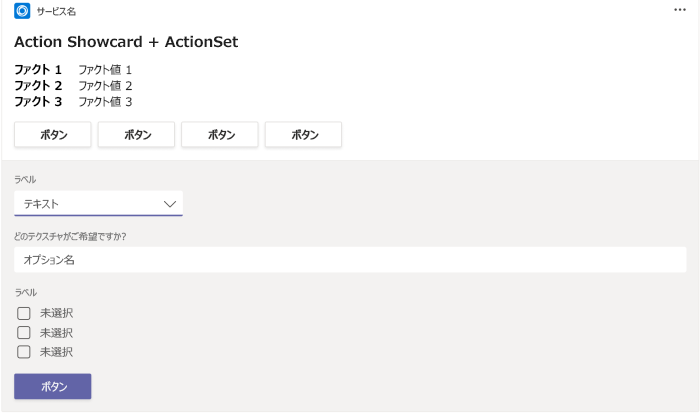 サービス名
Action Showcard + ActionSet
ファクト 1 ファクト値 1
ファクト 2 ファクト値 2
ファクト 3 ファクト値 3
ボタン ボタン ボタン ボタン
ラベル
テキスト
どのテクスチャがご希望ですか?
オプション名
ラベル
未選択
未選択
未選択
ボタン